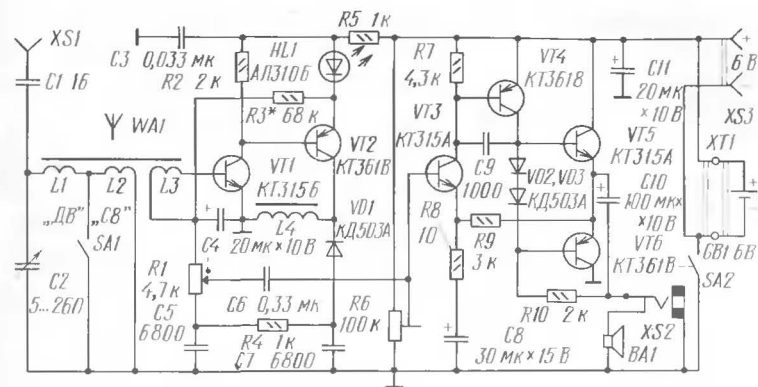 XS1
C1 16
C3
0,033 мк
R2 2 к
HL1
АЛ310Б
R5 1к
R3* 68 к
WA1
L1
L2
L3
„ДВ"
„СВ"
SA1
C2
5...260
VT1
КТ315Б
VT2
КТ361В
VD1
КД503А
C4
20 мк × 10 В
L4
R1
4,7 к
C5
6800
C6 0,33 мк
R4 1к
C7 6800
R6
100 к
R7
4,3 к
VT3
КТ315А
VT4
КТ361В
C9
1000
VD2, VD3
КД503А
R8
10
R9
3 к
C8
30 мк × 15 В
R10 2 к
VT5
КТ315А
C10
100 мк ×
× 10 В
VT6
КТ361В
C11
20 мк
× 10 В
+
6 В
-
XS3
XT1
GB1 6В
SA2
XS2
BA1